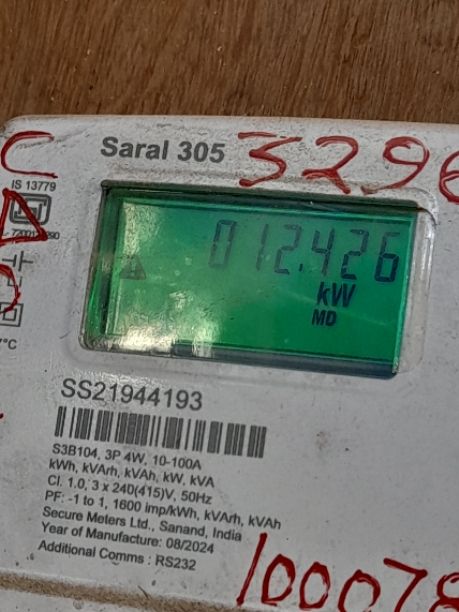 Saral 305
5296
C
IS 13779
012.426
kW
MD
SS21944193
S3B104, 3P 4W, 10-100A
kWh, kVArh, kVAh, kW, kVA
Cl. 1.0, 3 x 240(415)V, 50Hz
PF: -1 to 1, 1600 imp/kWh, kVArh, kVAh
Secure Meters Ltd., Sanand, India
Year of Manufacture: 08/2024
Additional Comms : RS232
100078